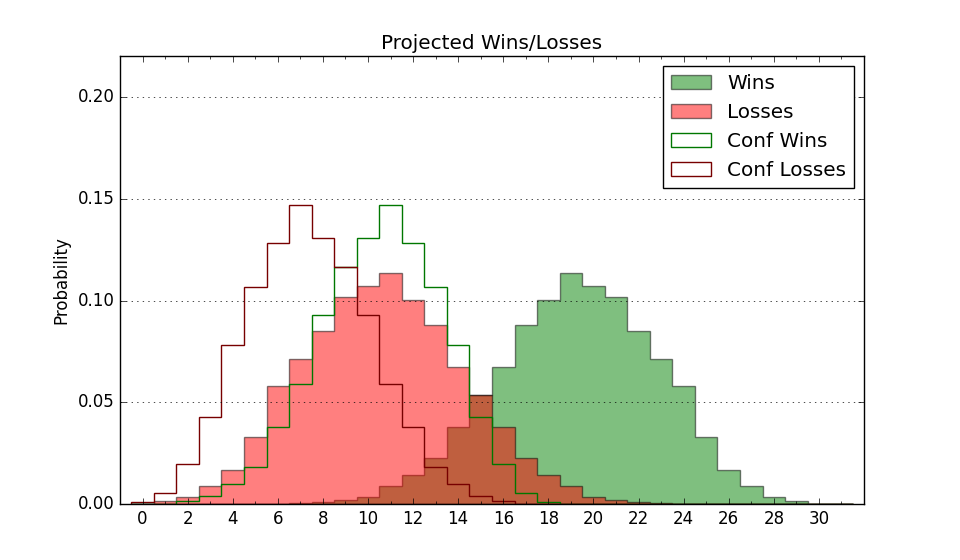 Projected Wins/Losses
Wins
Losses
Conf Wins
Conf Losses
Probability
0.20
0.15
0.10
0.05
0.00
0 2 4 6 8 10 12 14 16 18 20 22 24 26 28 30